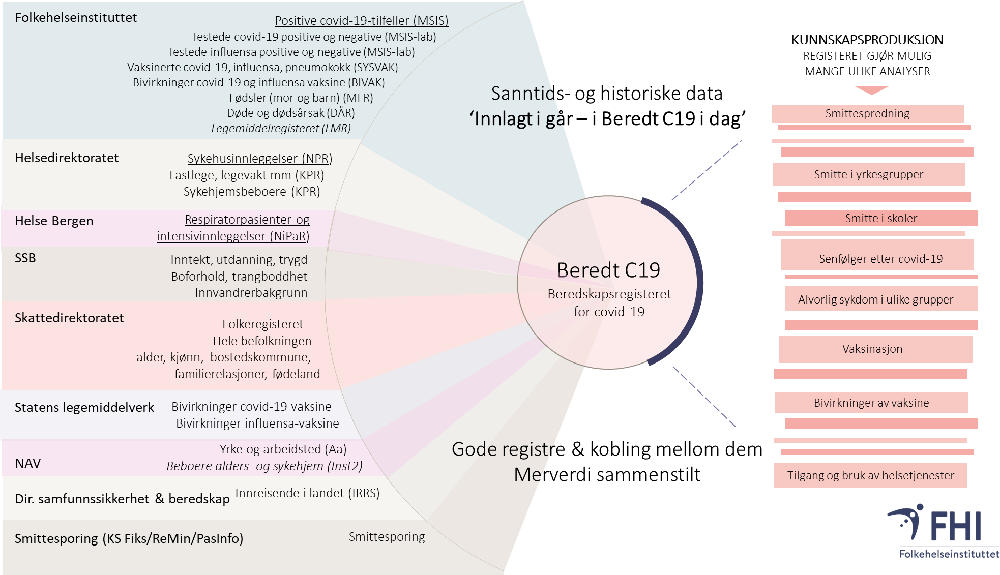 Folkehelseinstituttet
Positive covid-19-tilfeller (MSIS)
Testede covid-19 positive og negative (MSIS-lab)
Testede influensa positive og negative (MSIS-lab)
Vaksinerte covid-19, influensa, pneumokokk (SYSVAK)
Bivirkninger covid-19 og influensa vaksine (BIVAK)
Fødsler (mor og barn) (MFR)
Døde og dødsårsak (DÅR)
Legemiddelregisteret (LMR)
Helsedirektoratet
Sykehusinnleggelser (NPR)
Fastlege, legevakt mm (KPR)
Sykehjemsbeboere (KPR)
Helse Bergen
Respiratorpasienter og
intensivinnleggelser (NiPaR)
SSB
Inntekt, utdanning, trygd
Boforhold, trangboddhet
Innvandrerbakgrunn
Skattedirektoratet
Folkeregisteret
Hele befolkningen
alder, kjønn, bostedskommune,
familierelasjoner, fødeland
Statens legemiddelverk
Bivirkninger covid-19 vaksine
Bivirkninger influensa-vaksine
NAV
Yrke og arbeidsted (Aa)
Beboere alders- og sykehjem (Inst2)
Dir. samfunnssikkerhet & beredskap
Innreisende i landet (IRRS)
Smittesporing (KS Fiks/ReMin/PasInfo)
Smittesporing
Sanntids- og historiske data
‘Innlagt i går – i Beredt C19 i dag’
Beredt C19
Beredskapsregisteret
for covid-19
Gode registre & kobling mellom dem
Merverdi sammenstilt
KUNNSKAPSPRODUKSJON
REGISTERET GJØR MULIG
MANGE ULIKE ANALYSER
Smittespredning
Smitte i yrkesgrupper
Smitte i skoler
Senfølger etter covid-19
Alvorlig sykdom i ulike grupper
Vaksinasjon
Bivirkninger av vaksine
Tilgang og bruk av helsetjenester
FHI
Folkehelseinstituttet